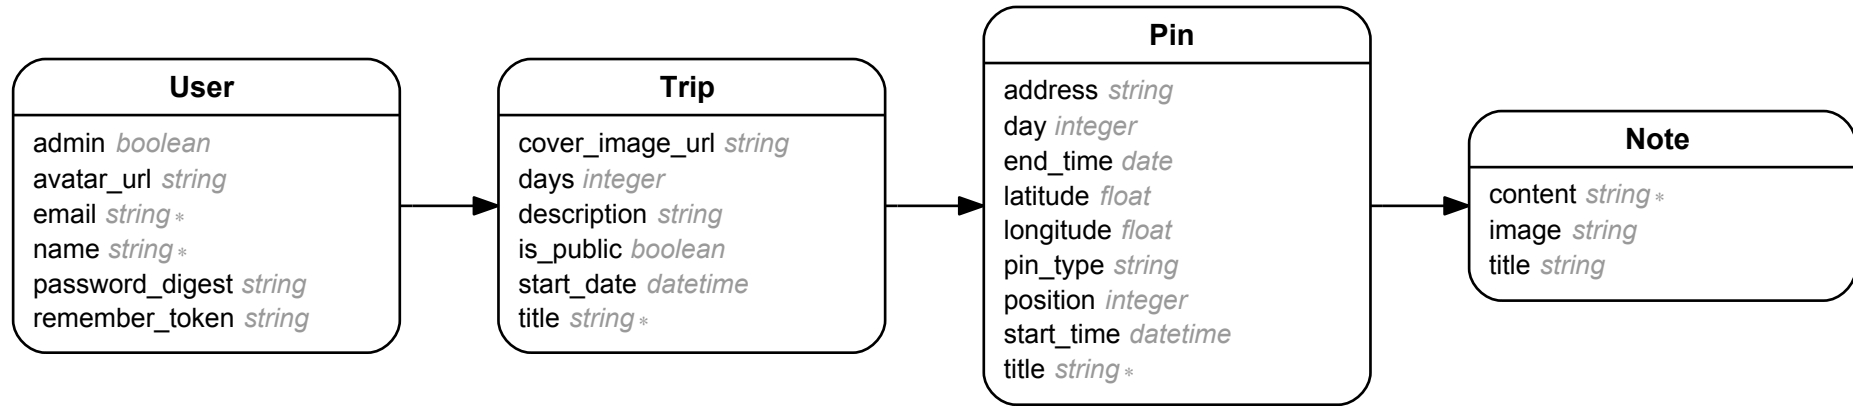 User
admin boolean
avatar_url string
email string *
name string *
password_digest string
remember_token string
Trip
cover_image_url string
days integer
description string
is_public boolean
start_date datetime
title string *
Pin
address string
day integer
end_time date
latitude float
longitude float
pin_type string
position integer
start_time datetime
title string *
Note
content string *
image string
title string